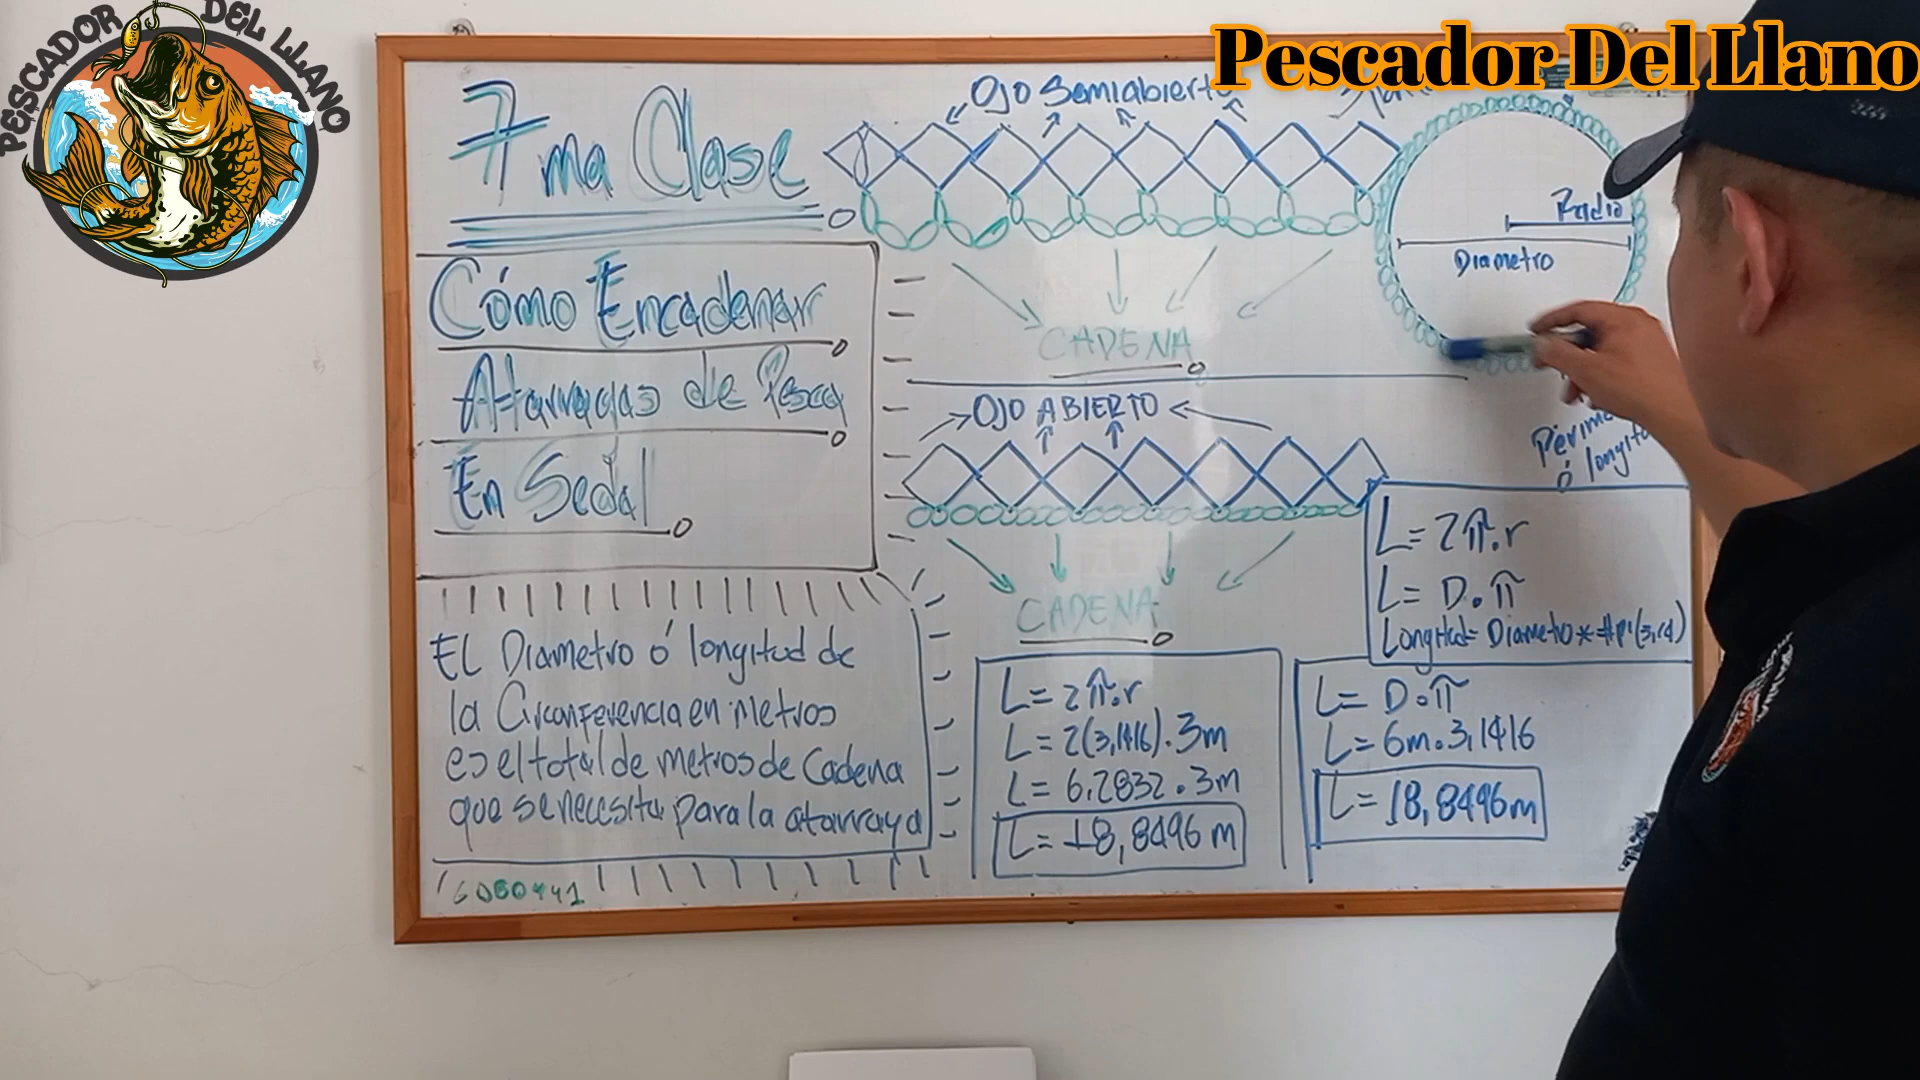 PESCADOR DEL LLANO
Pescador Del Llano
7ma Clase
Cómo Encadenar
Atarrayas de Pesca
En Sedal
El Diametro ó longitud de
la Circunferencia en Metros
es el total de metros de Cadena
que se necesita para la atarraya
Ojo Semiabierto
CADENA
OJO ABIERTO
CADENA
Radio
Diametro
ó longitu
L= 2π.r
L= D.π
Longitud= Diametro * #pi(3,14)
L= 2π.r
L= 2(3,1416).3m
L= 6,2832.3m
L= 18,8496 m
L= D.π
L= 6m.3,1416
L= 18,8496m